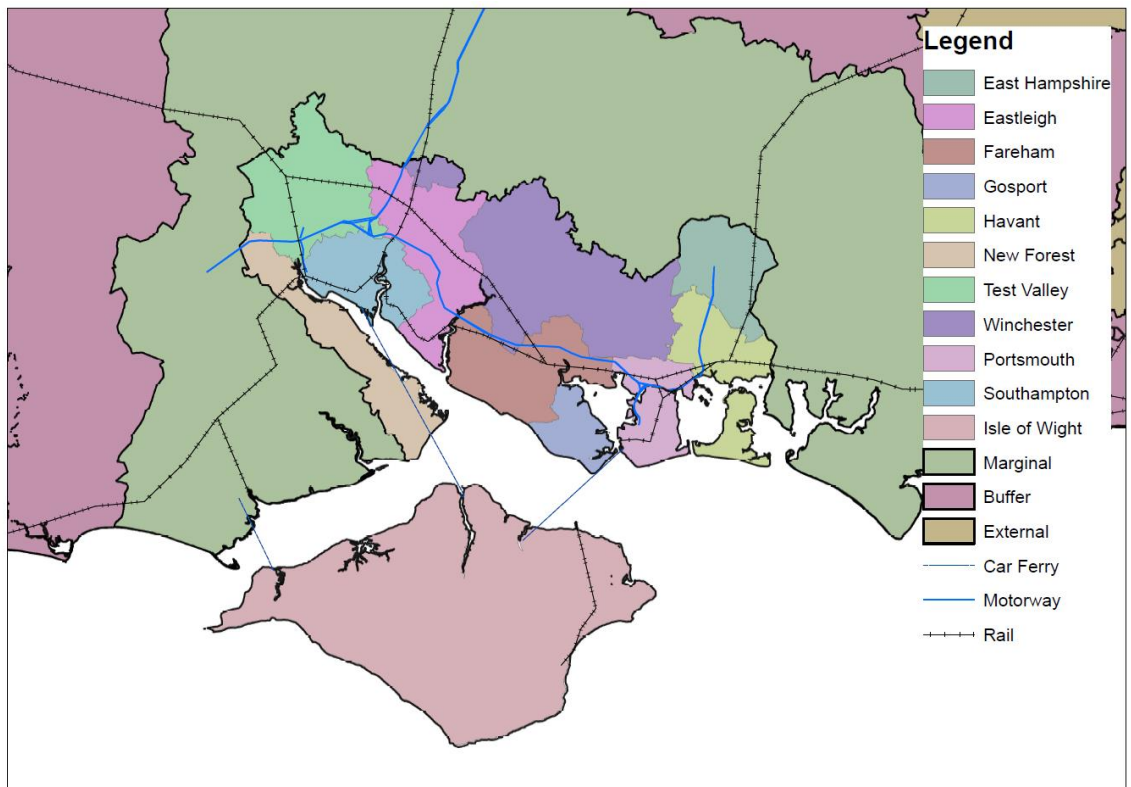 Legend
East Hampshire
Eastleigh
Fareham
Gosport
Havant
New Forest
Test Valley
Winchester
Portsmouth
Southampton
Isle of Wight
Marginal
Buffer
External
Car Ferry
Motorway
Rail